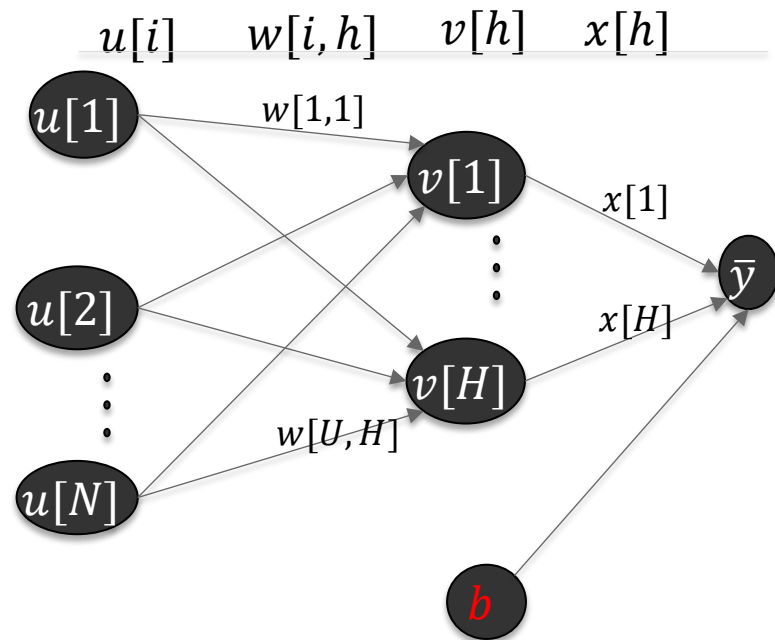 u[i] w[i, h] v[h] x[h]
u[1]
w[1,1]
v[1]
x[1]
ȳ
u[2]
x[H]
v[H]
w[U, H]
u[N]
b